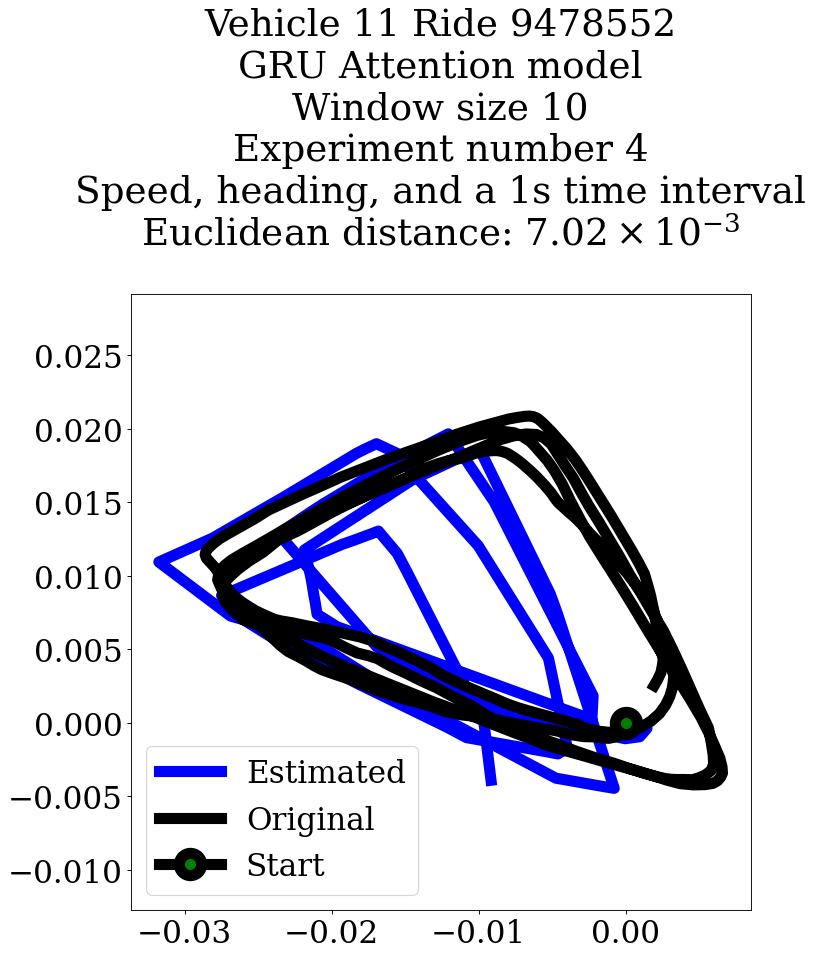 Vehicle 11 Ride 9478552
GRU Attention model
Window size 10
Experiment number 4
Speed, heading, and a 1s time interval
Euclidean distance: 7.02 × 10⁻³
0.025
0.020
0.015
0.010
0.005
0.000
−0.005
−0.010
Estimated
Original
Start
−0.03 −0.02 −0.01 0.00